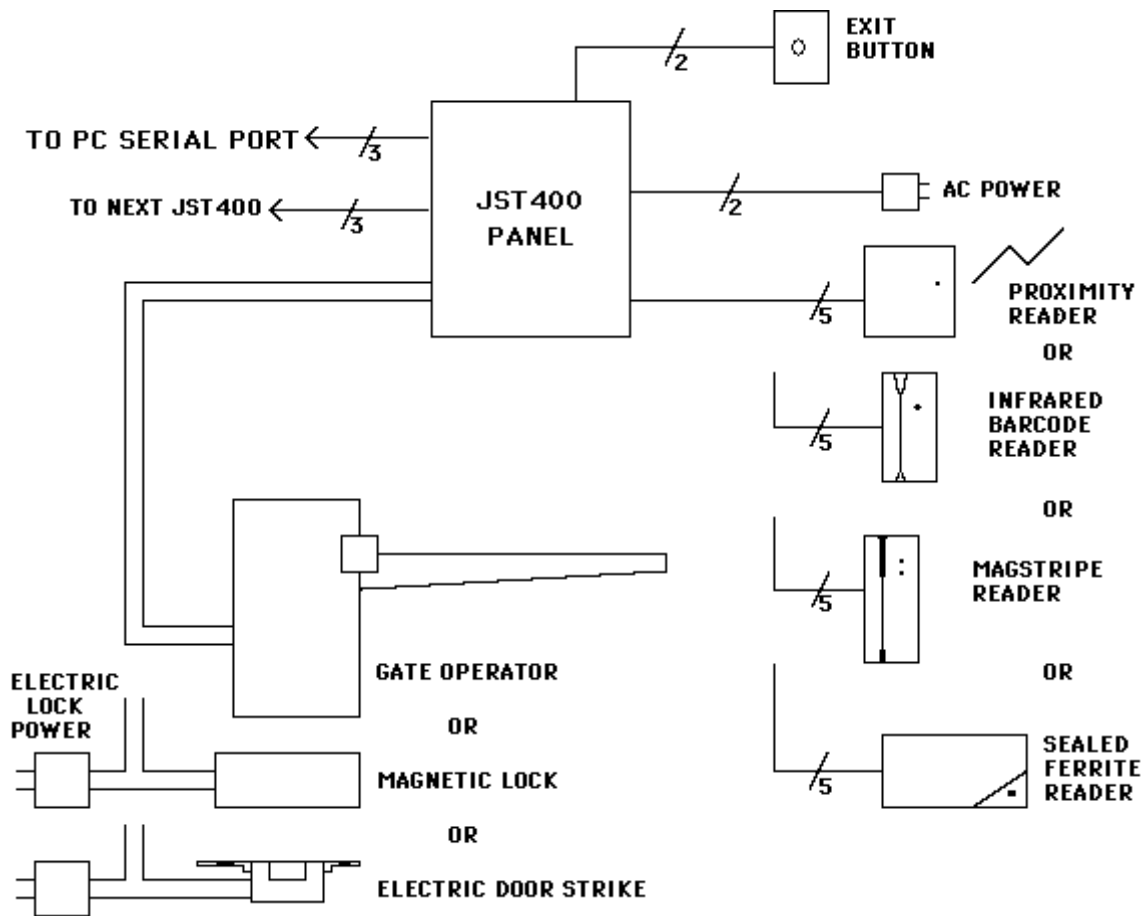 EXIT
BUTTON
2
TO PC SERIAL PORT
3
AC POWER
2
TO NEXT JST400
3
JST400
PANEL
PROXIMITY
READER
5
OR
INFRARED
BARCODE
READER
5
OR
MAGSTRIPE
READER
5
OR
GATE OPERATOR
ELECTRIC
LOCK
POWER
OR
SEALED
FERRITE
READER
5
MAGNETIC LOCK
OR
ELECTRIC DOOR STRIKE